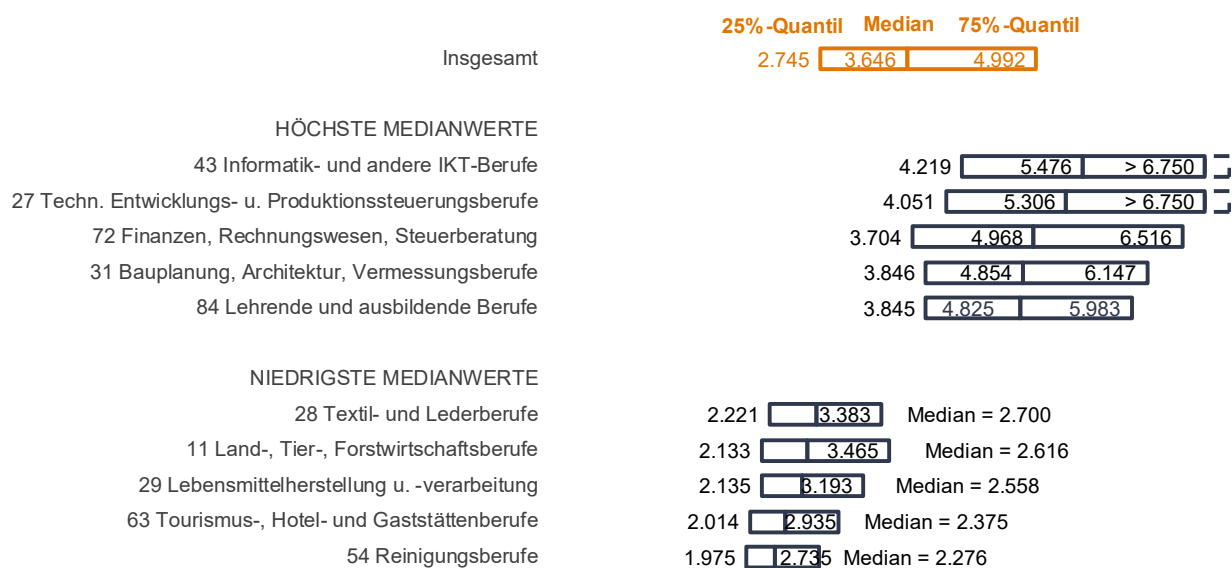 25%-Quantil Median 75%-Quantil
Insgesamt 2.745 3.646 4.992
HÖCHSTE MEDIANWERTE
43 Informatik- und andere IKT-Berufe 4.219 5.476 > 6.750
27 Techn. Entwicklungs- u. Produktionssteuerungsberufe 4.051 5.306 > 6.750
72 Finanzen, Rechnungswesen, Steuerberatung 3.704 4.968 6.516
31 Bauplanung, Architektur, Vermessungsberufe 3.846 4.854 6.147
84 Lehrende und ausbildende Berufe 3.845 4.825 5.983
NIEDRIGSTE MEDIANWERTE
28 Textil- und Lederberufe 2.221 3.383 Median = 2.700
11 Land-, Tier-, Forstwirtschaftsberufe 2.133 3.465 Median = 2.616
29 Lebensmittelherstellung u. -verarbeitung 2.135 3.193 Median = 2.558
63 Tourismus-, Hotel- und Gaststättenberufe 2.014 2.935 Median = 2.375
54 Reinigungsberufe 1.975 2.735 Median = 2.276